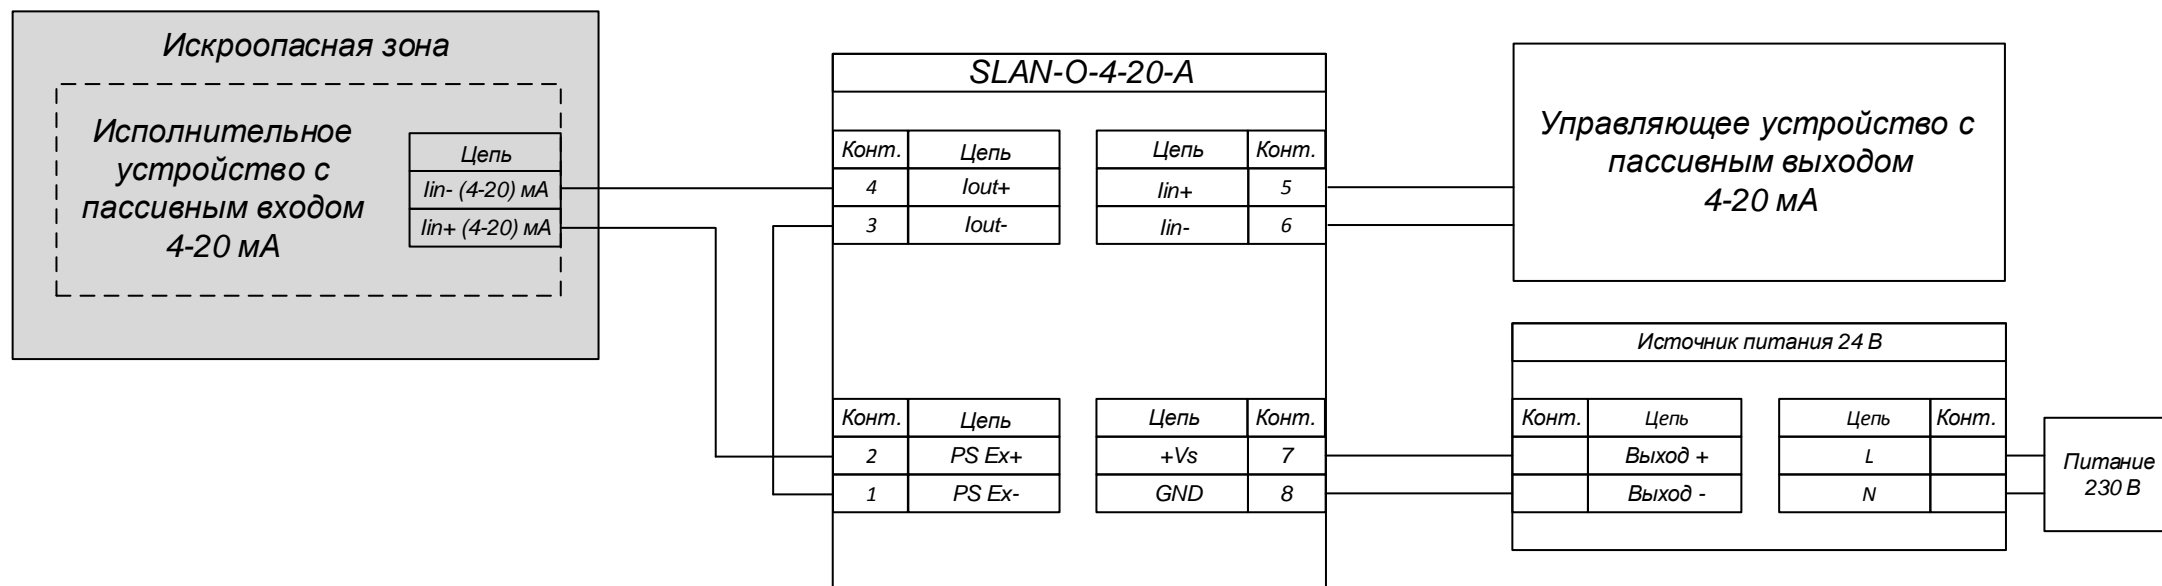 Искроопасная зона
Исполнительное
устройство с
пассивным входом
4-20 мА
Цепь
Iin- (4-20) мА
Iin+ (4-20) мА
SLAN-O-4-20-A
Конт. Цепь
4 Iout+
3 Iout-
Цепь Конт.
Iin+ 5
Iin- 6
Конт. Цепь
2 PS Ex+
1 PS Ex-
Цепь Конт.
+Vs 7
GND 8
Управляющее устройство с
пассивным выходом
4-20 мА
Источник питания 24 В
Конт. Цепь
Выход +
Выход -
Цепь Конт.
L
N
Питание
230 В